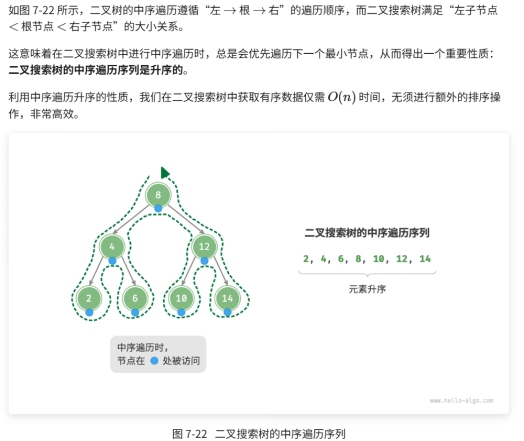 如图 7-22 所示，二叉树的中序遍历遵循“左 → 根 → 右”的遍历顺序，而二叉搜索树满足“左子节点
< 根节点 < 右子节点”的大小关系。
这意味着在二叉搜索树中进行中序遍历时，总是会优先遍历下一个最小节点，从而得出一个重要性质：
二叉搜索树的中序遍历序列是升序的。
利用中序遍历升序的性质，我们在二叉搜索树中获取有序数据仅需 O(n) 时间，无须进行额外的排序操
作，非常高效。
8
4
12
2
6
10
14
二叉搜索树的中序遍历序列
2, 4, 6, 8, 10, 12, 14
元素升序
中序遍历时，
节点在 处被访问
www.hello-algo.com
图 7-22 二叉搜索树的中序遍历序列